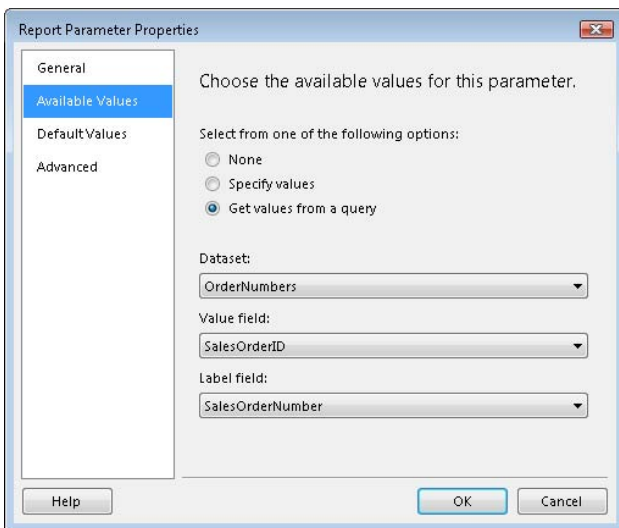 Report Parameter Properties
General
Available Values
Default Values
Advanced
Choose the available values for this parameter.
Select from one of the following options:
None
Specify values
Get values from a query
Dataset:
OrderNumbers
Value field:
SalesOrderID
Label field:
SalesOrderNumber
Help
OK
Cancel